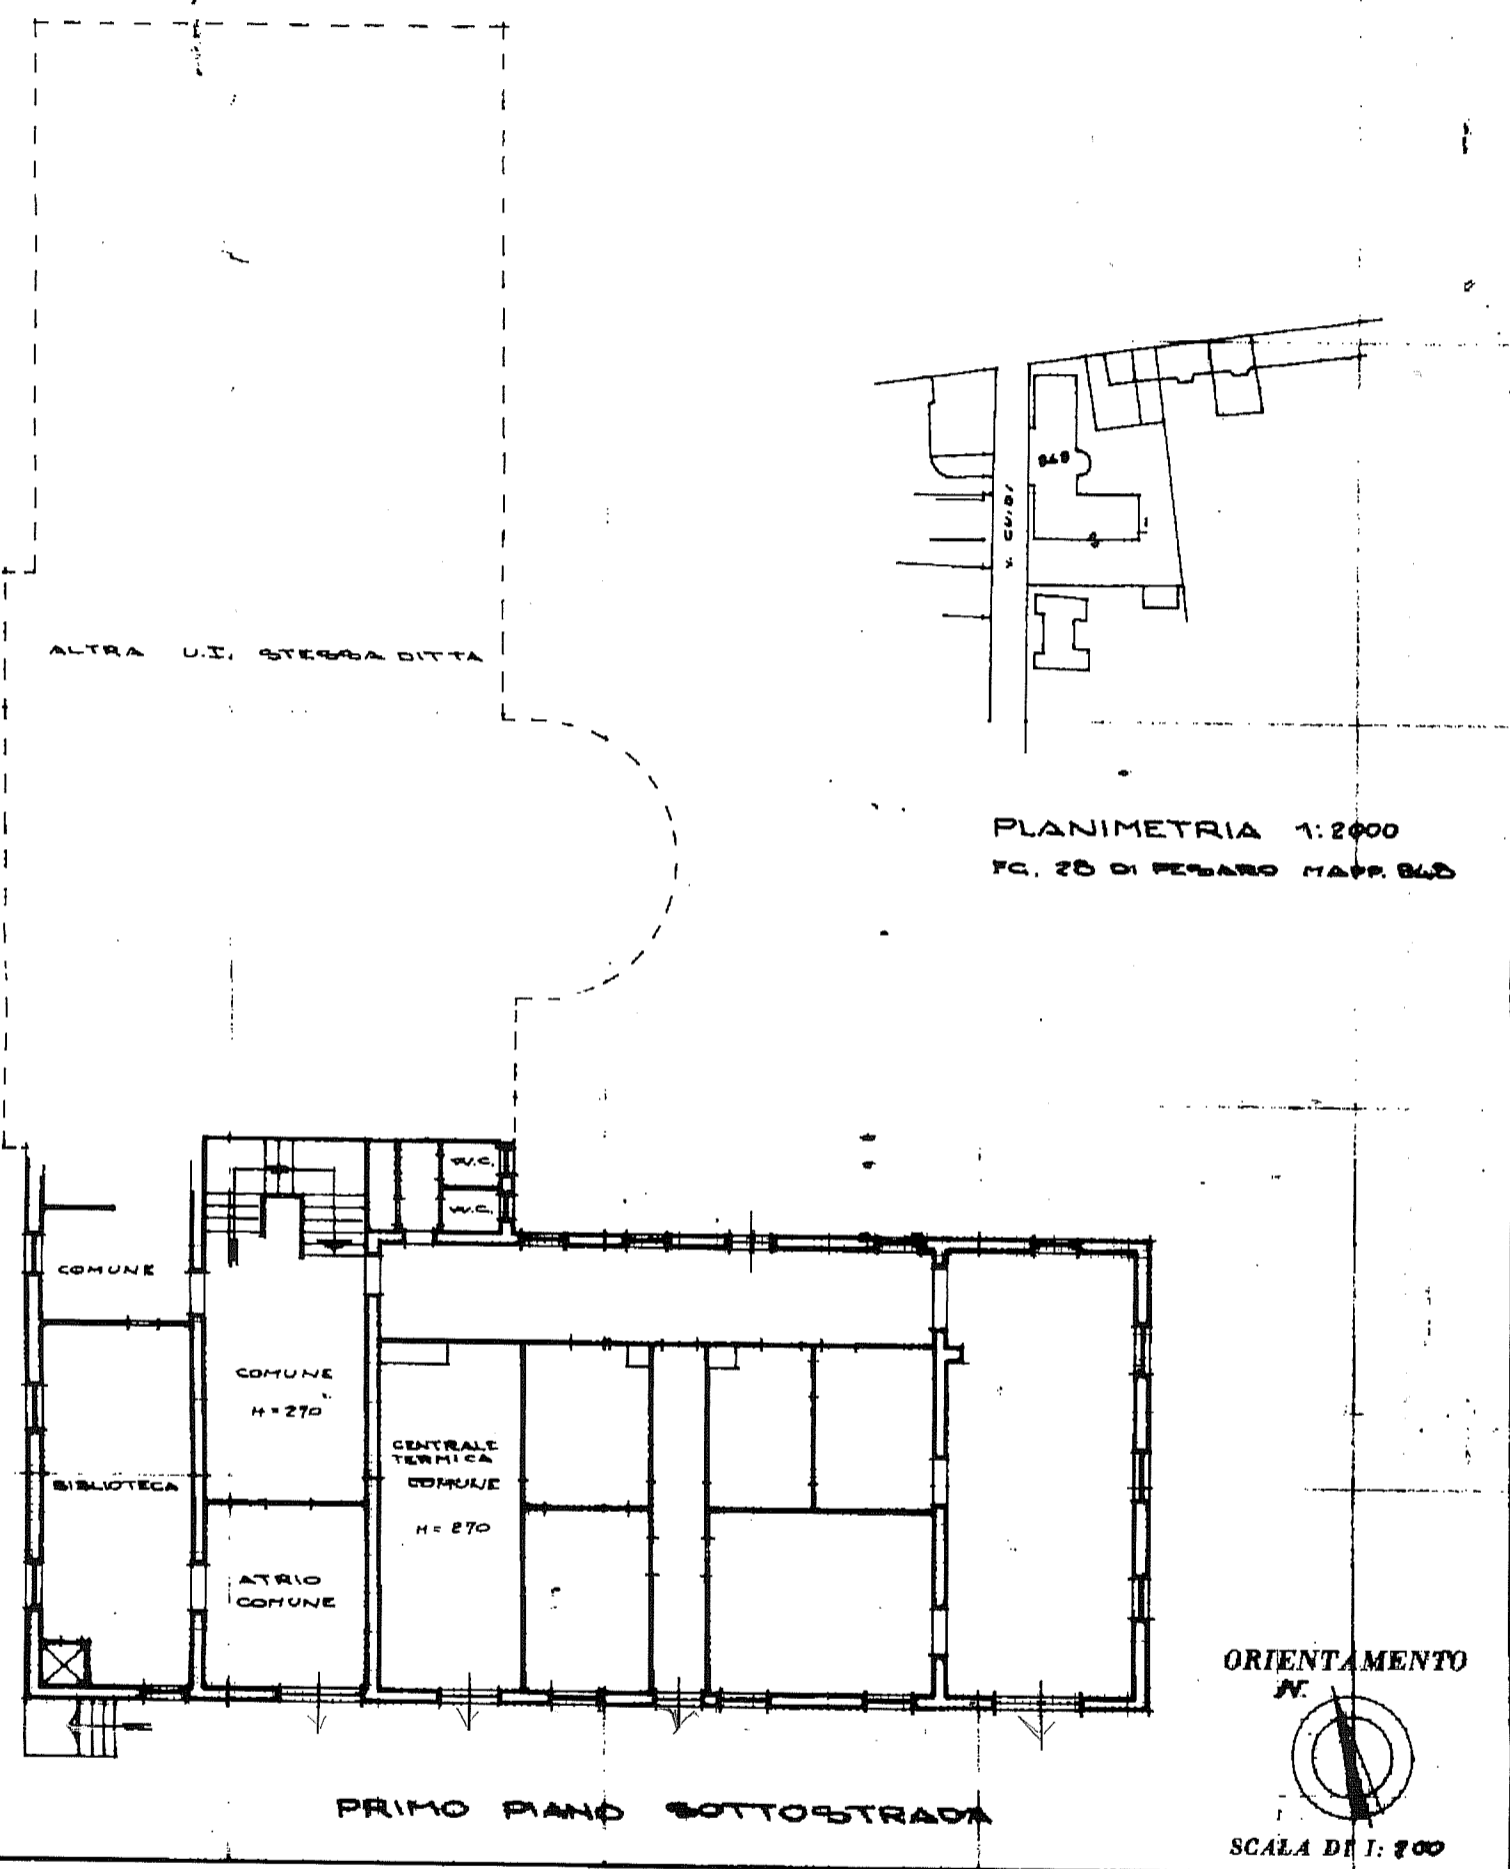 ALTRA U.I. STESSA DITTA
848
V. GUIDI
PLANIMETRIA 1:2000
FG. 28 DI PESARO MAPP. 848
W.C.
W.C.
COMUNE
COMUNE
H=270
CENTRALE
TERMICA
COMUNE
H=270
BIBLIOTECA
ATRIO
COMUNE
ORIENTAMENTO
N.
PRIMO PIANO SOTTOSTRADA
SCALA DI I: 200